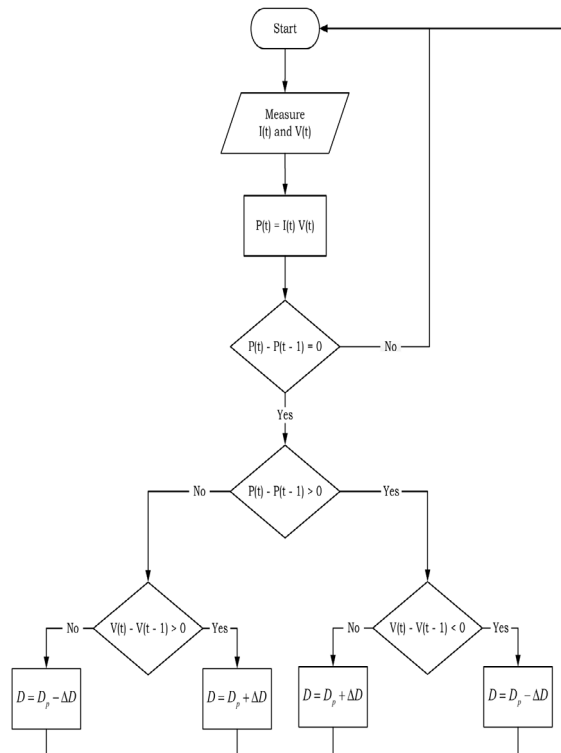 Start
Measure
I(t) and V(t)
P(t) = I(t) V(t)
P(t) - P(t - 1) = 0
No
Yes
P(t) - P(t - 1) > 0
No
Yes
V(t) - V(t - 1) > 0
No
Yes
V(t) - V(t - 1) < 0
No
Yes
D = D_p − ΔD
D = D_p + ΔD
D = D_p + ΔD
D = D_p − ΔD